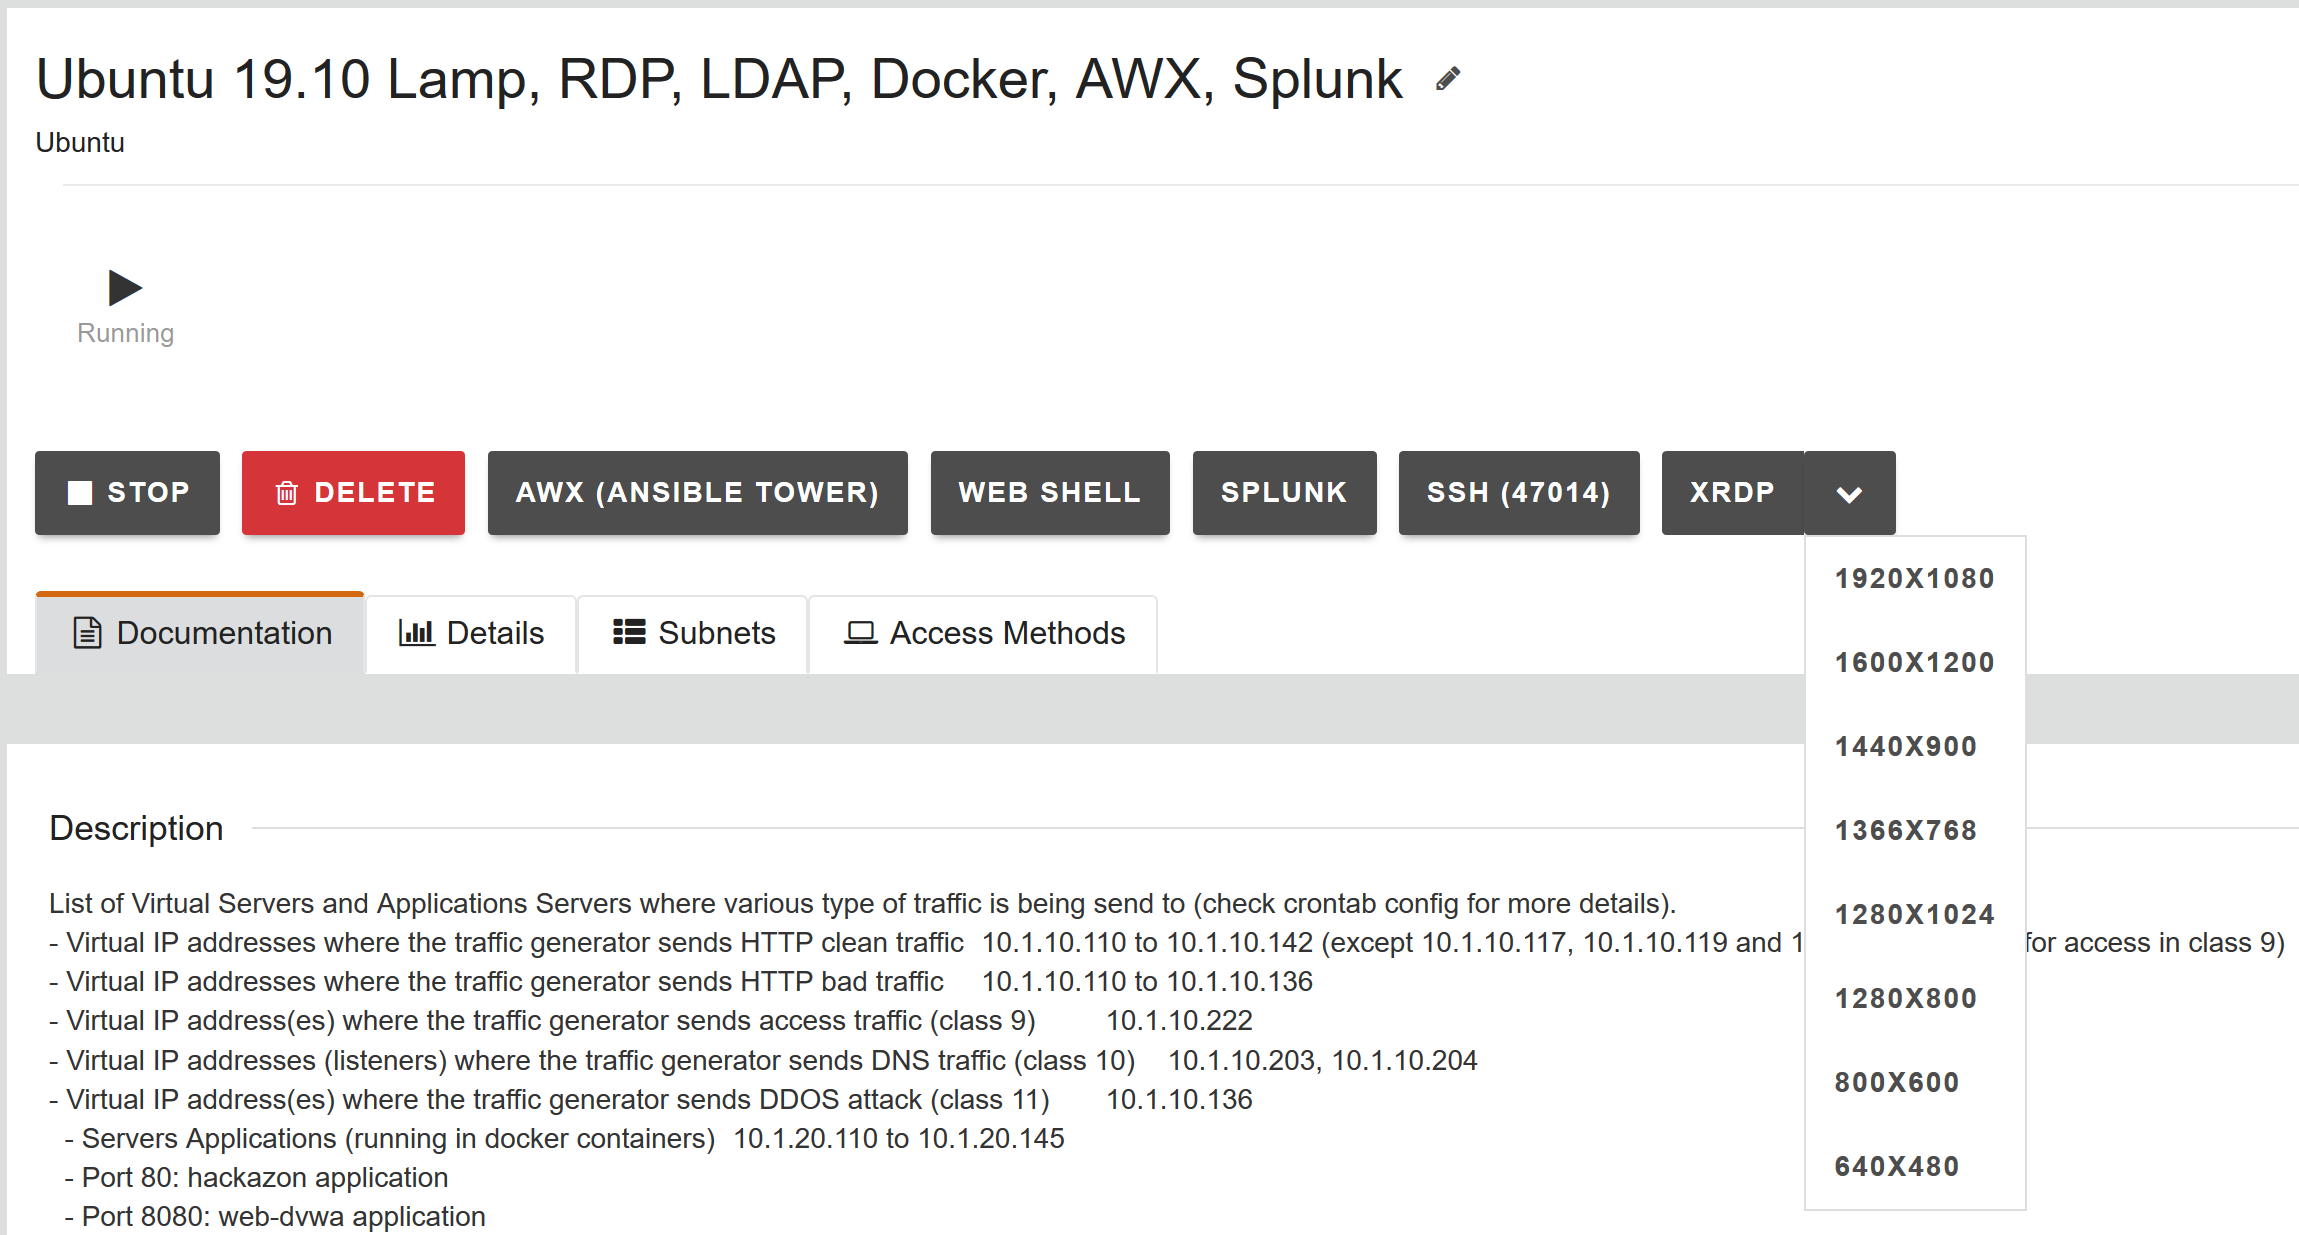 Ubuntu 19.10 Lamp, RDP, LDAP, Docker, AWX, Splunk
Ubuntu
Running
STOP
DELETE
AWX (ANSIBLE TOWER)
WEB SHELL
SPLUNK
SSH (47014)
XRDP
1920X1080
1600X1200
1440X900
1366X768
1280X1024
1280X800
800X600
640X480
Documentation
Details
Subnets
Access Methods
Description
List of Virtual Servers and Applications Servers where various type of traffic is being send to (check crontab config for more details).
- Virtual IP addresses where the traffic generator sends HTTP clean traffic 10.1.10.110 to 10.1.10.142 (except 10.1.10.117, 10.1.10.119 and 1 for access in class 9)
- Virtual IP addresses where the traffic generator sends HTTP bad traffic 10.1.10.110 to 10.1.10.136
- Virtual IP address(es) where the traffic generator sends access traffic (class 9) 10.1.10.222
- Virtual IP addresses (listeners) where the traffic generator sends DNS traffic (class 10) 10.1.10.203, 10.1.10.204
- Virtual IP address(es) where the traffic generator sends DDOS attack (class 11) 10.1.10.136
- Servers Applications (running in docker containers) 10.1.20.110 to 10.1.20.145
- Port 80: hackazon application
- Port 8080: web-dvwa application